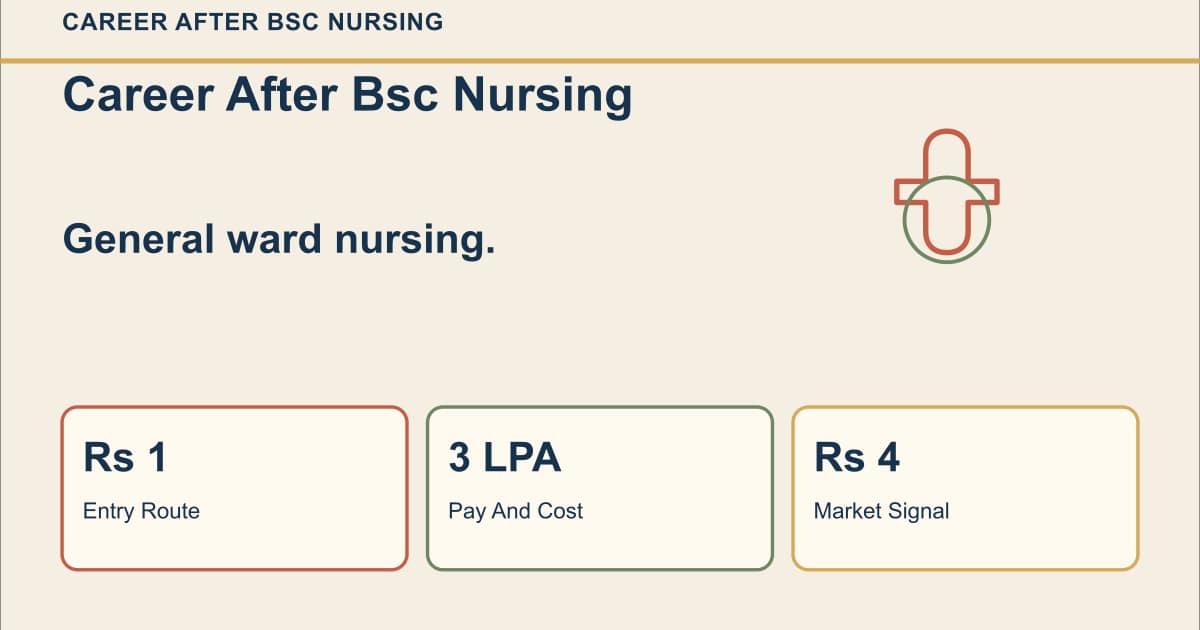 CAREER AFTER BSC NURSING
Career After Bsc Nursing
General ward nursing.
Rs 1
Entry Route
3 LPA
Pay And Cost
Rs 4
Market Signal